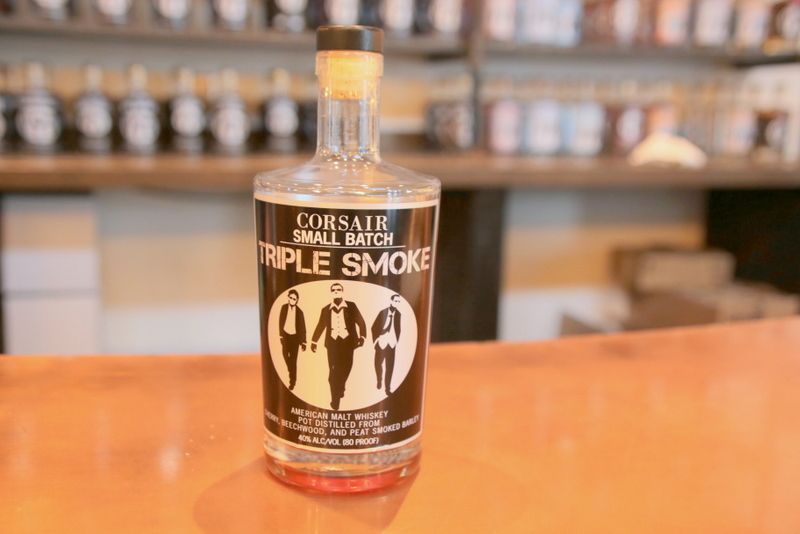 CORSAIR
SMALL BATCH
TRIPLE SMOKE
AMERICAN MALT WHISKEY
POT DISTILLED FROM
CHERRY, BEECHWOOD, AND PEAT SMOKED BARLEY
40% ALC/VOL (80 PROOF)